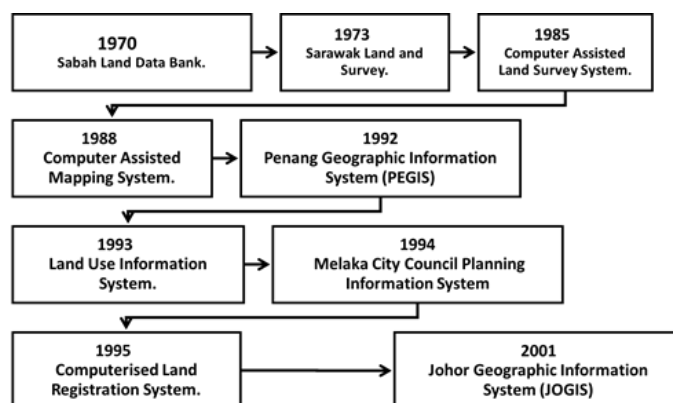 1970
Sabah Land Data Bank.
1973
Sarawak Land and
Survey.
1985
Computer Assisted
Land Survey System.
1988
Computer Assisted
Mapping System.
1992
Penang Geographic Information
System (PEGIS)
1993
Land Use Information
System.
1994
Melaka City Council Planning
Information System
1995
Computerised Land
Registration System.
2001
Johor Geographic Information
System (JOGIS)